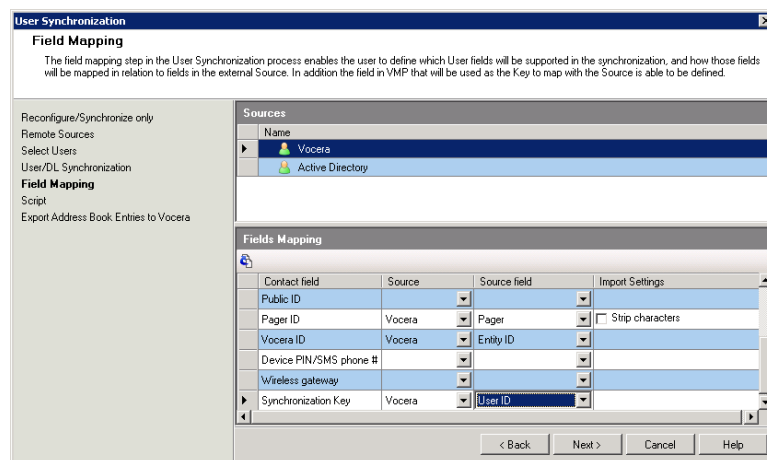 User Synchronization
Field Mapping
The field mapping step in the User Synchronization process enables the user to define which User fields will be supported in the synchronization, and how those fields
will be mapped in relation to fields in the external Source. In addition the field in VMP that will be used as the Key to map with the Source is able to be defined.
Reconfigure/Synchronize only
Remote Sources
Select Users
User/DL Synchronization
Field Mapping
Script
Export Address Book Entries to Vocera
Sources
Name
Vocera
Active Directory
Fields Mapping
Contact field Source Source field Import Settings
Public ID
Pager ID Vocera Pager Strip characters
Vocera ID Vocera Entity ID
Device PIN/SMS phone #
Wireless gateway
Synchronization Key Vocera User ID
< Back Next > Cancel Help